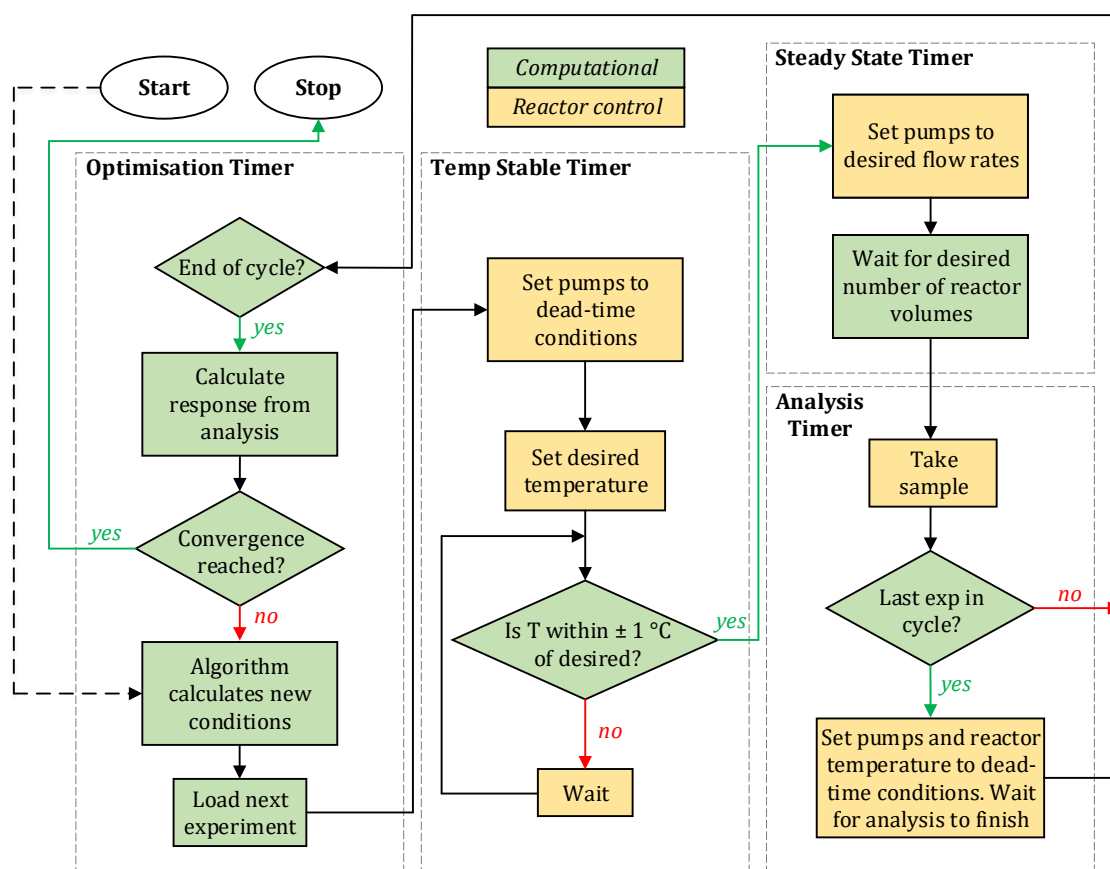 Start
Stop
Computational
Reactor control
Optimisation Timer
End of cycle?
yes
Calculate
response from
analysis
Convergence
reached?
yes
no
Algorithm
calculates new
conditions
Load next
experiment
Temp Stable Timer
Set pumps to
dead-time
conditions
Set desired
temperature
Is T within ± 1 °C
of desired?
yes
no
Wait
Steady State Timer
Set pumps to
desired flow rates
Wait for desired
number of reactor
volumes
Analysis
Timer
Take
sample
Last exp in
cycle?
no
yes
Set pumps and reactor
temperature to dead-
time conditions. Wait
for analysis to finish